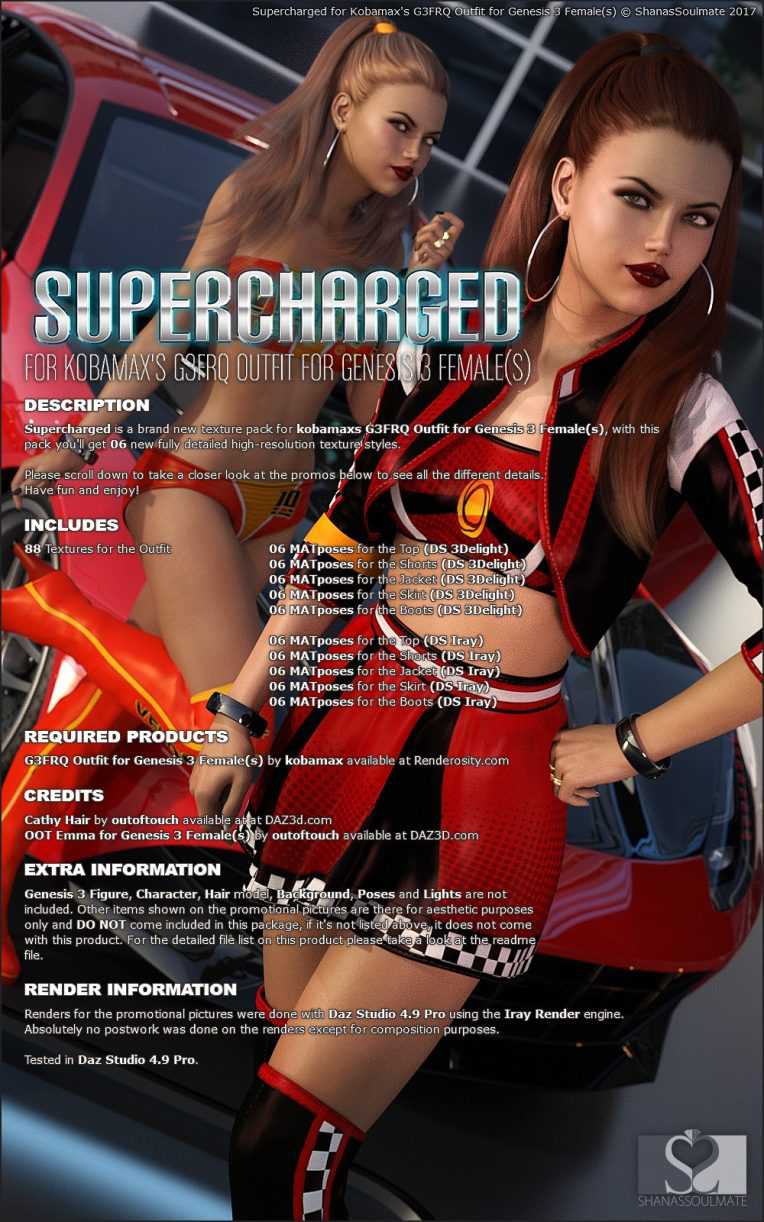 Supercharged for Kobamax's G3FRQ Outfit for Genesis 3 Female(s) © ShanasSoulmate 2017
SUPERCHARGED
FOR KOBAMAX'S G3FRQ OUTFIT FOR GENESIS 3 FEMALE(S)
DESCRIPTION
Supercharged is a brand new texture pack for kobamaxs G3FRQ Outfit for Genesis 3 Female(s), with this
pack you'll get 06 new fully detailed high-resolution texture styles.
Please scroll down to take a closer look at the promos below to see all the different details.
Have fun and enjoy!
10
INCLUDES
88 Textures for the Outfit
06 MATposes for the Top (DS 3Delight)
06 MATposes for the Shorts (DS 3Delight)
06 MATposes for the Jacket (DS 3Delight)
06 MATposes for the Skirt (DS 3Delight)
06 MATposes for the Boots (DS 3Delight)
06 MATposes for the Top (DS Iray)
06 MATposes for the Shorts (DS Iray)
06 MATposes for the Jacket (DS Iray)
06 MATposes for the Skirt (DS Iray)
06 MATposes for the Boots (DS Iray)
REQUIRED PRODUCTS
G3FRQ Outfit for Genesis 3 Female(s) by kobamax available at Renderosity.com
CREDITS
Cathy Hair by outoftouch available at at DAZ3d.com
OOT Emma for Genesis 3 Female(s) by outoftouch available at DAZ3D.com
EXTRA INFORMATION
Genesis 3 Figure, Character, Hair model, Background, Poses and Lights are not
included. Other items shown on the promotional pictures are there for aesthetic purposes
only and DO NOT come included in this package, if it's not listed above, it does not come
with this product. For the detailed file list on this product please take a look at the readme
file.
RENDER INFORMATION
Renders for the promotional pictures were done with Daz Studio 4.9 Pro using the Iray Render engine.
Absolutely no postwork was done on the renders except for composition purposes.
Tested in Daz Studio 4.9 Pro.
SHANASSOULMATE